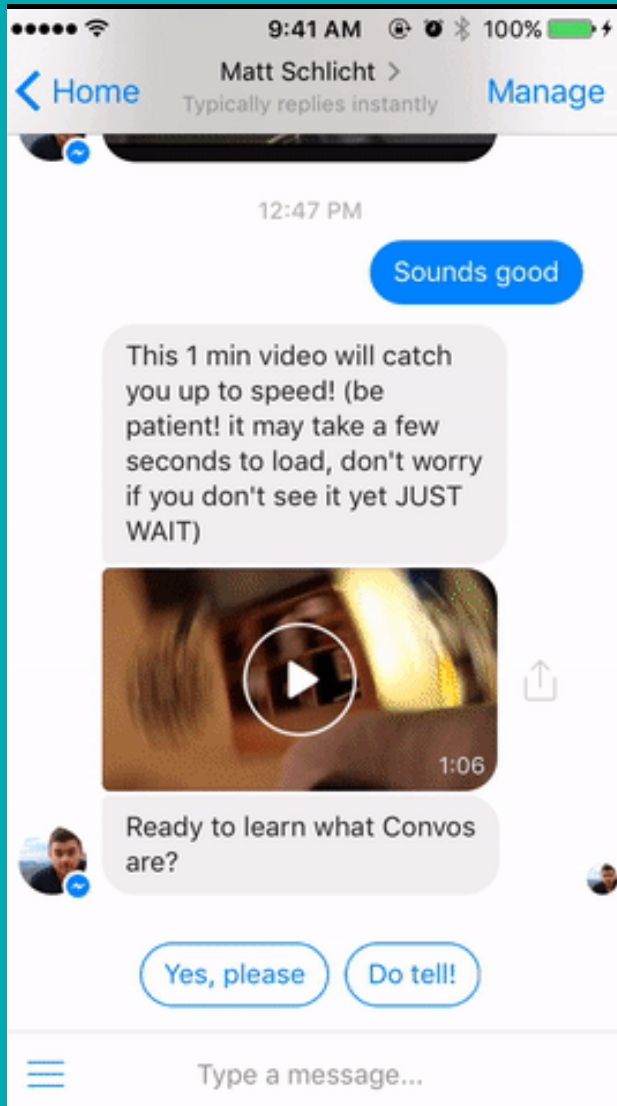 9:41 AM 100%
Home Matt Schlicht > Manage
Typically replies instantly
12:47 PM
Sounds good
This 1 min video will catch
you up to speed! (be
patient! it may take a few
seconds to load, don't worry
if you don't see it yet JUST
WAIT)
1:06
Ready to learn what Convos
are?
Yes, please Do tell!
Type a message...